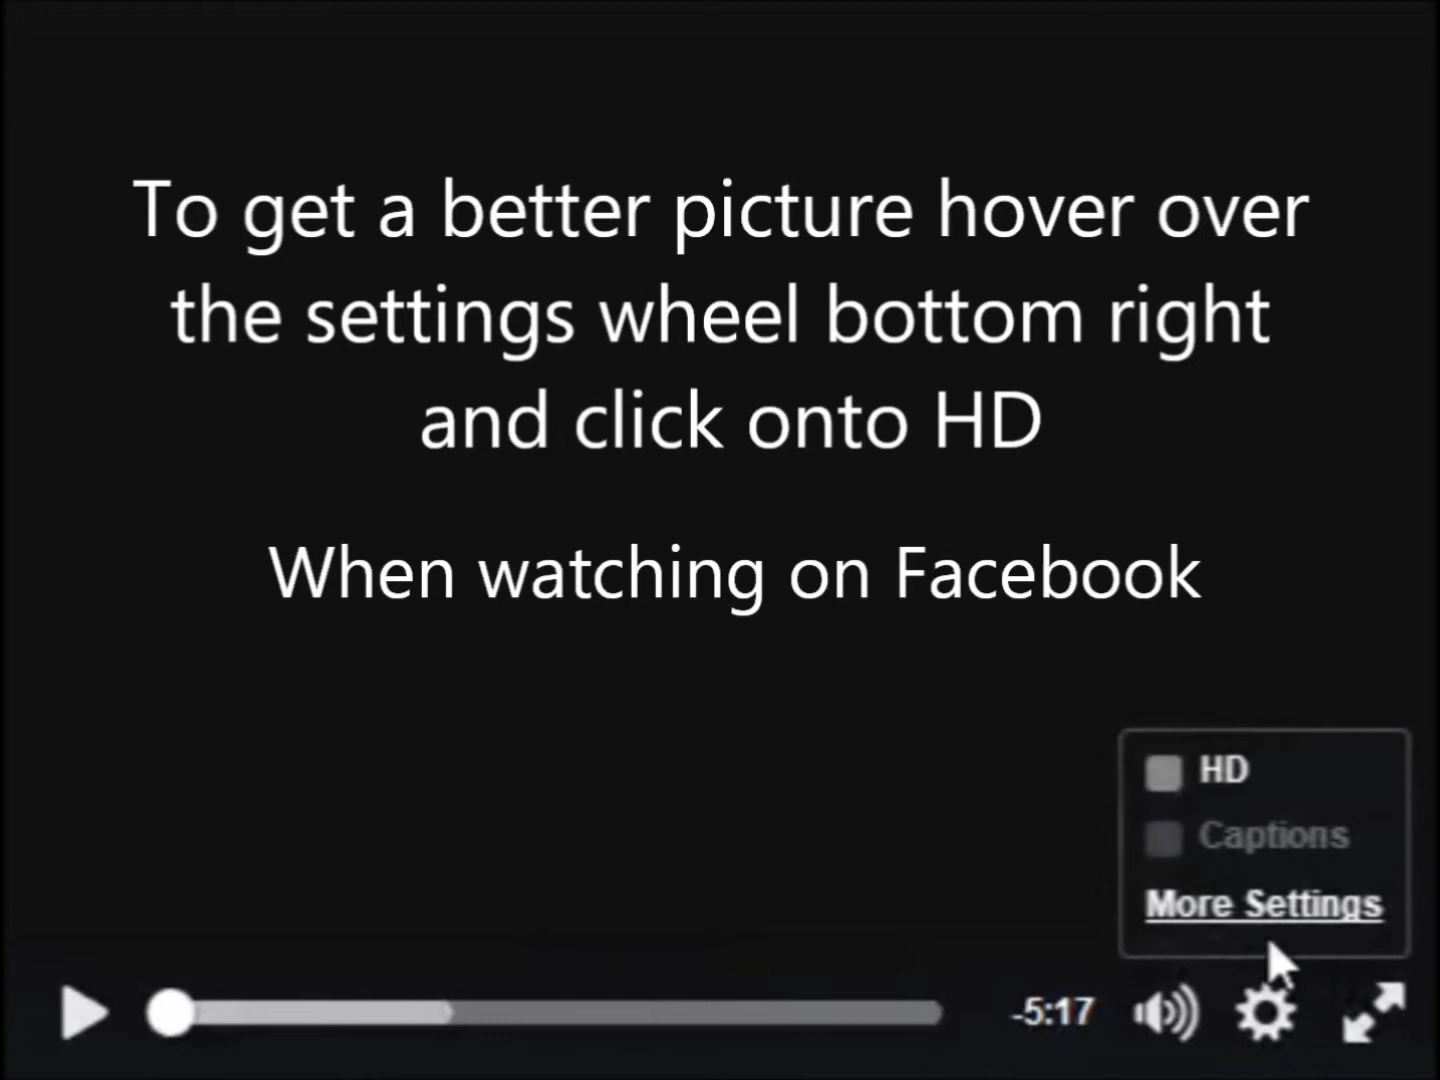 To get a better picture hover over
the settings wheel bottom right
and click onto HD
When watching on Facebook
HD
Captions
More Settings
-5:17